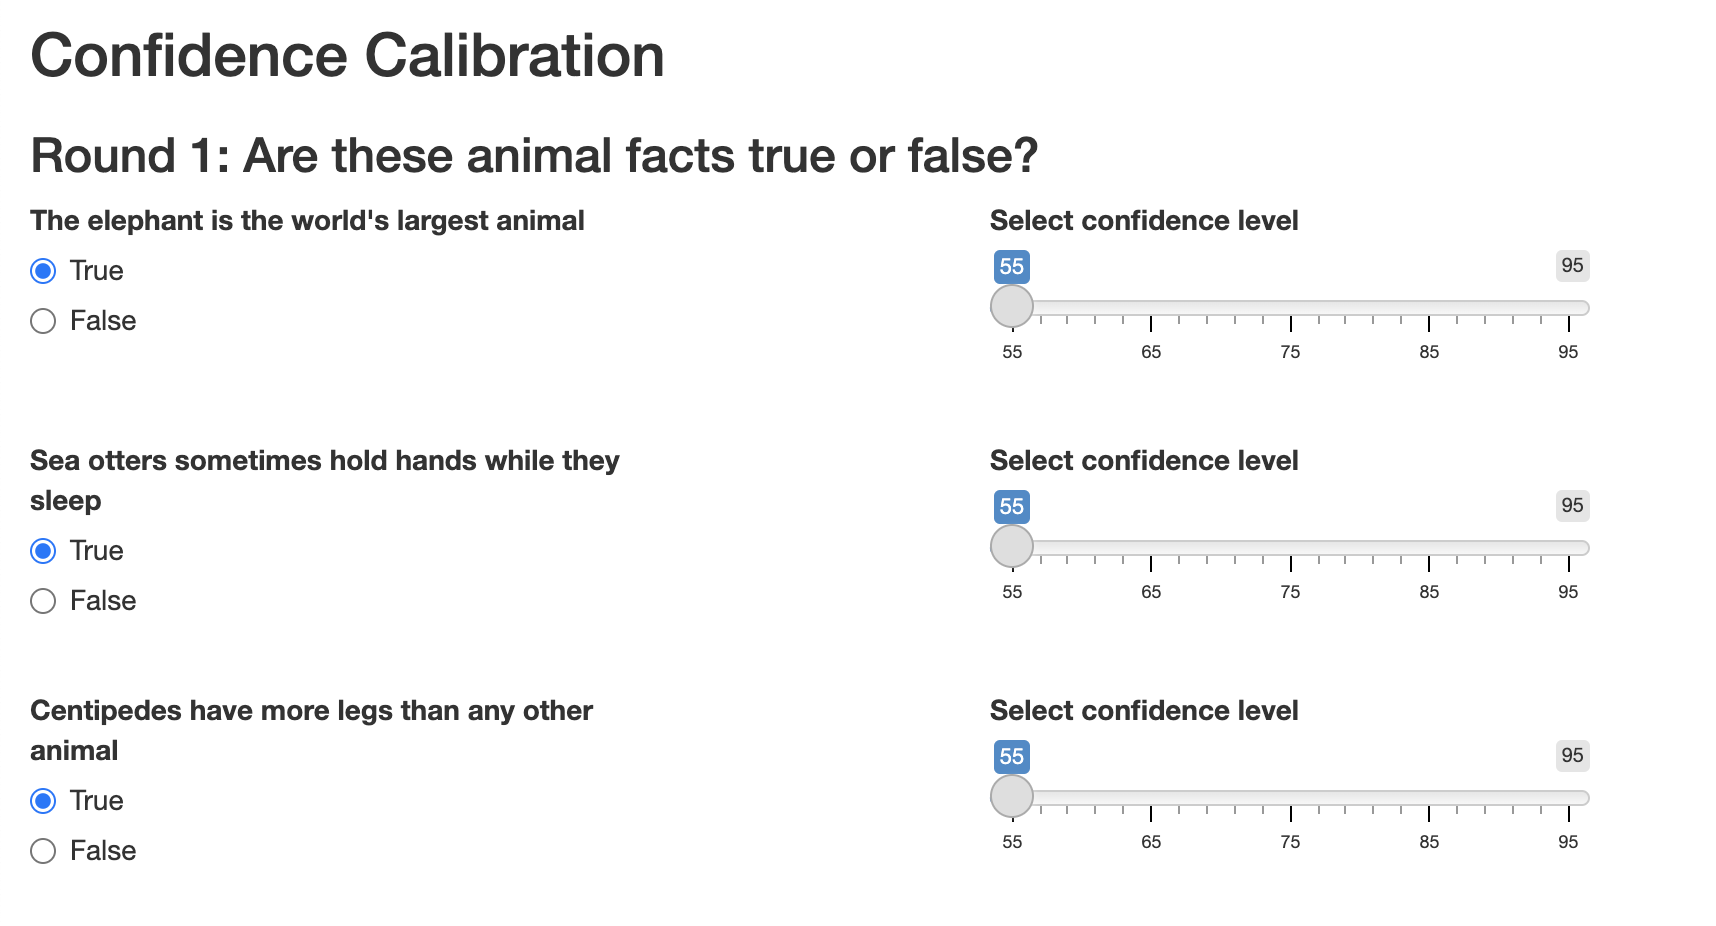 Confidence Calibration
Round 1: Are these animal facts true or false?
The elephant is the world's largest animal
True
False
Select confidence level
55 95
55 65 75 85 95
Sea otters sometimes hold hands while they
sleep
True
False
Select confidence level
55 95
55 65 75 85 95
Centipedes have more legs than any other
animal
True
False
Select confidence level
55 95
55 65 75 85 95